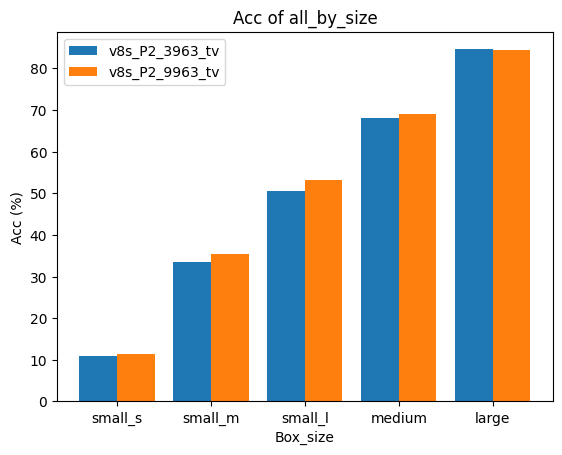 Acc of all_by_size
v8s_P2_3963_tv
v8s_P2_9963_tv
Acc (%)
80
70
60
50
40
30
20
10
0
small_s small_m small_l medium large
Box_size